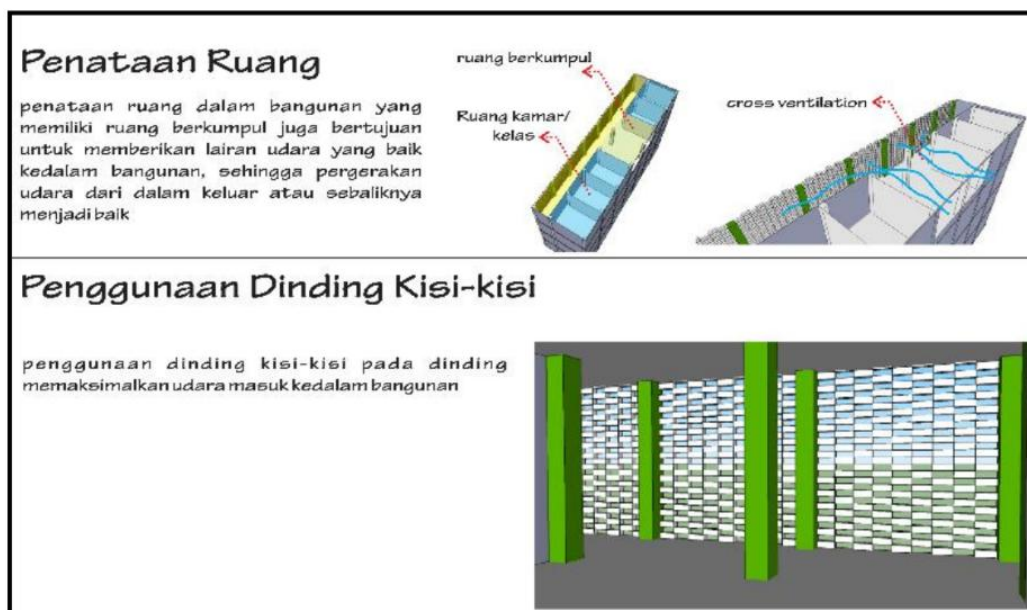 Penataan Ruang
penataan ruang dalam bangunan yang
memiliki ruang berkumpul juga bertujuan
untuk memberikan lairan udara yang baik
kedalam bangunan, sehingga pergerakan
udara dari dalam keluar atau sebaliknya
menjadi baik
ruang berkumpul
Ruang kamar/
kelas
cross ventilation
Penggunaan Dinding Kisi-kisi
penggunaan dinding kisi-kisi pada dinding
memaksimalkan udara masuk kedalam bangunan